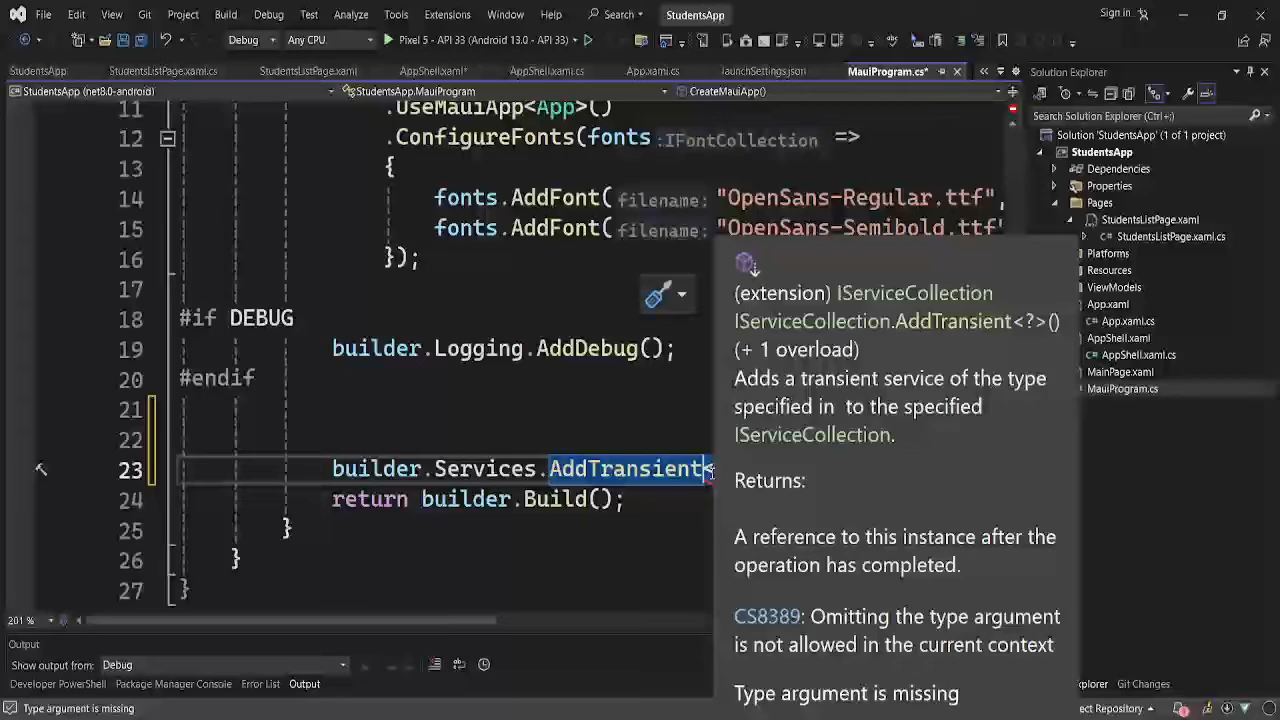 File Edit View Git Project Build Debug Test Analyze Tools Extensions Window Help Search StudentsApp Sign in
Debug Any CPU Pixel 5 - API 33 (Android 13.0 - API 33)
StudentsApp StudentsListPage.xaml.cs StudentsListPage.xaml AppShell.xaml* AppShell.xaml.cs App.xaml.cs launchSettings.json MauiProgram.cs*
StudentsApp (net8.0-android) StudentsApp.MauiProgram CreateMauiApp()
11 .UseMauiApp<App>()
12 .ConfigureFonts(fonts :IFontCollection =>
13 {
14 fonts.AddFont( filename: "OpenSans-Regular.ttf",
15 fonts.AddFont( filename: "OpenSans-Semibold.ttf"
16 });
17
18 #if DEBUG
19 builder.Logging.AddDebug();
20 #endif
21
22
23 builder.Services.AddTransient<
24 return builder.Build();
25 }
26 }
27 }
(extension) IServiceCollection
IServiceCollection.AddTransient<?>()
(+ 1 overload)
Adds a transient service of the type
specified in to the specified
IServiceCollection.
Returns:
A reference to this instance after the
operation has completed.
CS8389: Omitting the type argument
is not allowed in the current context
Type argument is missing
Solution Explorer
Search Solution Explorer (Ctrl+;)
Solution 'StudentsApp' (1 of 1 project)
StudentsApp
Dependencies
Properties
Pages
StudentsListPage.xaml
StudentsListPage.xaml.cs
Platforms
Resources
ViewModels
App.xaml
App.xaml.cs
AppShell.xaml
AppShell.xaml.cs
MainPage.xaml
MauiProgram.cs
201 %
Output
Show output from: Debug
Developer PowerShell Package Manager Console Error List Output
Explorer Git Changes
Type argument is missing
Repository